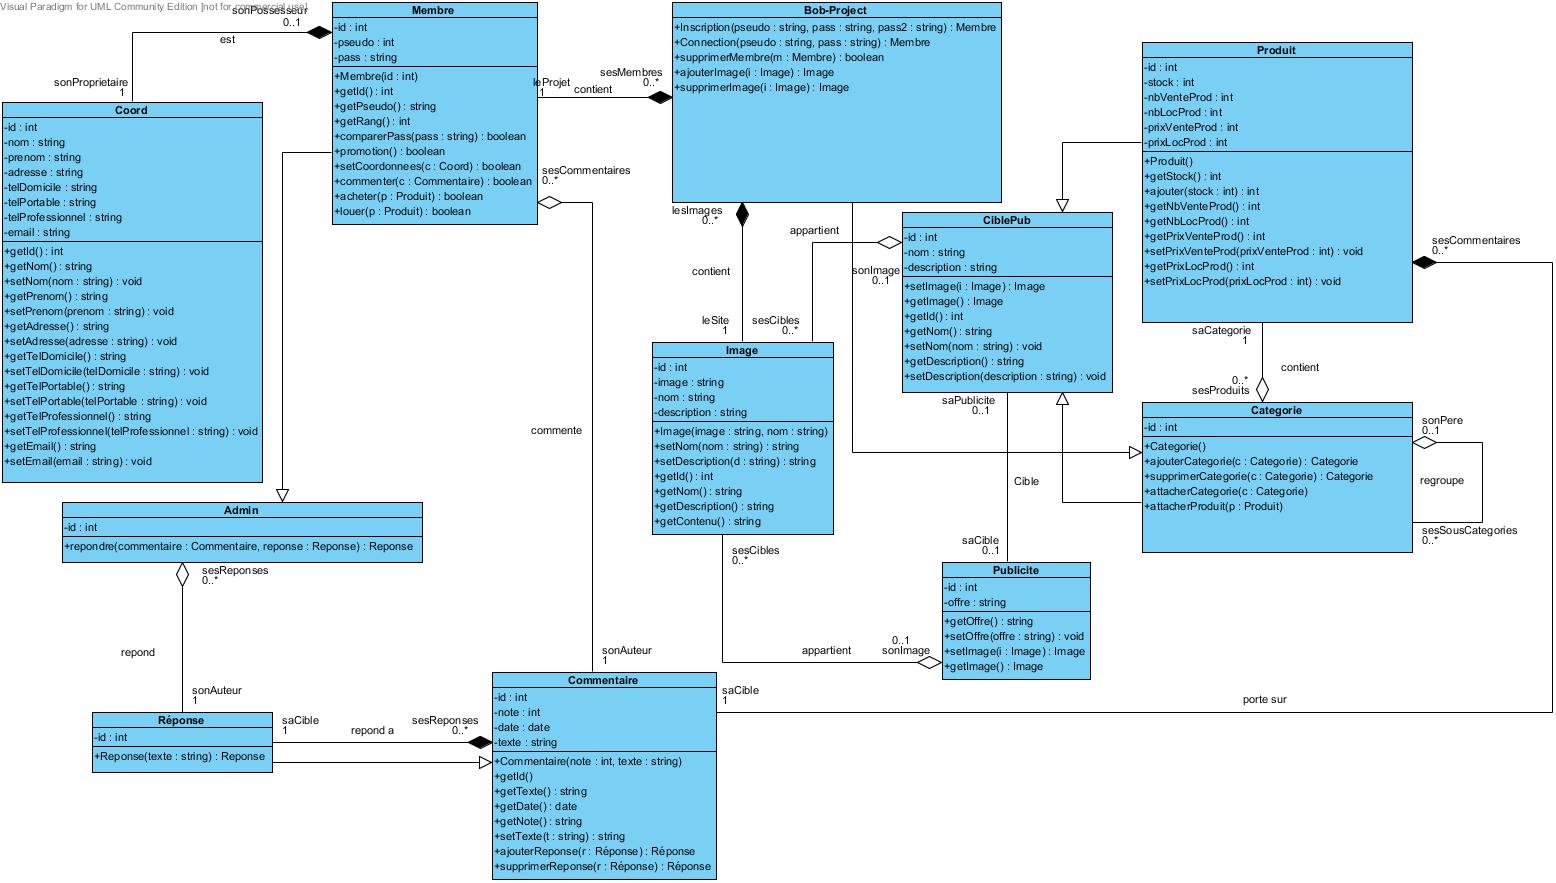 Visual Paradigm for UML Community Edition [not for commercial use]
sonPossesseur
0..1
est
sonProprietaire
1
Coord
-id : int
-nom : string
-prenom : string
-adresse : string
-telDomicile : string
-telPortable : string
-telProfessionnel : string
-email : string
+getId() : int
+getNom() : string
+setNom(nom : string) : void
+getPrenom() : string
+setPrenom(prenom : string) : void
+getAdresse() : string
+setAdresse(adresse : string) : void
+getTelDomicile() : string
+setTelDomicile(telDomicile : string) : void
+getTelPortable() : string
+setTelPortable(telPortable : string) : void
+getTelProfessionnel() : string
+setTelProfessionnel(telProfessionnel : string) : void
+getEmail() : string
+setEmail(email : string) : void
Membre
-id : int
-pseudo : int
-pass : string
+Membre(id : int)
+getId() : int
+getPseudo() : string
+getRang() : int
+comparerPass(pass : string) : boolean
+promotion() : boolean
+setCoordonnees(c : Coord) : boolean
+commenter(c : Commentaire) : boolean
+acheter(p : Produit) : boolean
+louer(p : Produit) : boolean
leProjet
1
contient
sesMembres
0..*
sesCommentaires
0..*
Bob-Project
+Inscription(pseudo : string, pass : string, pass2 : string) : Membre
+Connection(pseudo : string, pass : string) : Membre
+supprimerMembre(m : Membre) : boolean
+ajouterImage(i : Image) : Image
+supprimerImage(i : Image) : Image
lesImages
0..*
contient
leSite
1
appartient
sonImage
0..1
sesCibles
0..*
Produit
-id : int
-stock : int
-nbVenteProd : int
-nbLocProd : int
-prixVenteProd : int
-prixLocProd : int
+Produit()
+getStock() : int
+ajouter(stock : int) : int
+getNbVenteProd() : int
+getNbLocProd() : int
+getPrixVenteProd() : int
+setPrixVenteProd(prixVenteProd : int) : void
+getPrixLocProd() : int
+setPrixLocProd(prixLocProd : int) : void
sesCommentaires
0..*
CiblePub
-id : int
-nom : string
-description : string
+setImage(i : Image) : Image
+getImage() : Image
+getId() : int
+getNom() : string
+setNom(nom : string) : void
+getDescription() : string
+setDescription(description : string) : void
saCategorie
1
contient
0..*
sesProduits
Image
-id : int
-image : string
-nom : string
-description : string
+Image(image : string, nom : string)
+setNom(nom : string) : string
+setDescription(d : string) : string
+getId() : int
+getNom() : string
+getDescription() : string
+getContenu() : string
saPublicite
0..1
Cible
saCible
0..1
Categorie
-id : int
+Categorie()
+ajouterCategorie(c : Categorie) : Categorie
+supprimerCategorie(c : Categorie) : Categorie
+attacherCategorie(c : Categorie)
+attacherProduit(p : Produit)
sonPere
0..1
regroupe
sesSousCategories
0..*
commente
Admin
-id : int
+repondre(commentaire : Commentaire, reponse : Reponse) : Reponse
sesReponses
0..*
repond
sonAuteur
1
sesCibles
0..*
appartient
0..1
sonImage
Publicite
-id : int
-offre : string
+getOffre() : string
+setOffre(offre : string) : void
+setImage(i : Image) : Image
+getImage() : Image
sonAuteur
1
Réponse
-id : int
+Reponse(texte : string) : Reponse
saCible
1
repond a
sesReponses
0..*
Commentaire
-id : int
-note : int
-date : date
-texte : string
+Commentaire(note : int, texte : string)
+getId()
+getTexte() : string
+getDate() : date
+getNote() : string
+setTexte(t : string) : string
+ajouterReponse(r : Réponse) : Réponse
+supprimerReponse(r : Réponse) : Réponse
saCible
1
porte sur